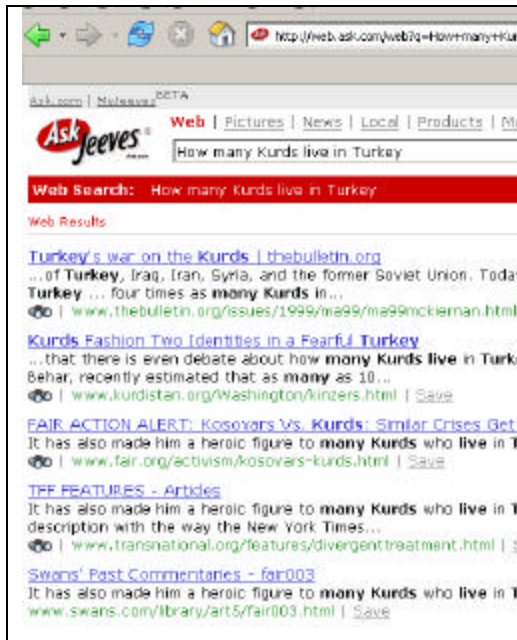 http://web.ask.com/web?q=How+many+Kur
Ask.com | MyJeeves BETA
Ask Jeeves
Web | Pictures | News | Local | Products |
How many Kurds live in Turkey
Web Search: How many Kurds live in Turkey
Web Results
Turkey's war on the Kurds | thebulletin.org
...of Turkey, Iraq, Iran, Syria, and the former Soviet Union. Toda
Turkey ... four times as many Kurds in...
www.thebulletin.org/issues/1999/ma99/ma99mckiernan.html
Kurds Fashion Two Identities in a Fearful Turkey
...that there is even debate about how many Kurds live in Turk
Behar, recently estimated that as many as 10...
| www.kurdistan.org/Washington/kinzers.html | Save
FAIR ACTION ALERT: Kosovars Vs. Kurds: Similar Crises Get
It has also made him a heroic figure to many Kurds who live in T
| www.fair.org/activism/kosovars-kurds.html | Save
TFF FEATURES - Articles
It has also made him a heroic figure to many Kurds who live in T
description with the way the New York Times...
| www.transnational.org/features/divergenttreatment.html |
Swans' Past Commentaries - fair003
It has also made him a heroic figure to many Kurds who live in T
www.swans.com/library/art5/fair003.html | Save